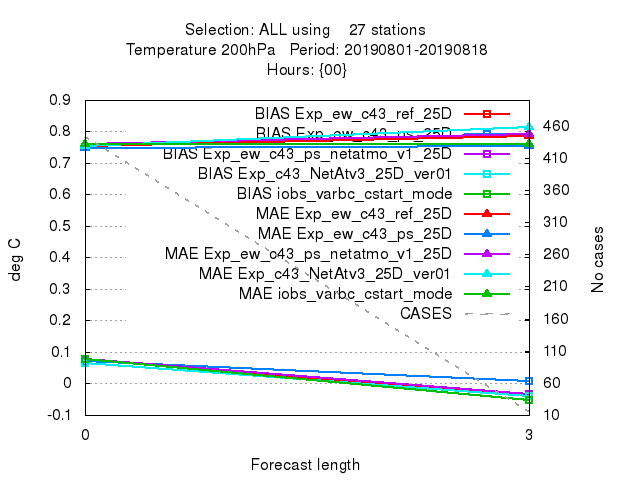 Selection: ALL using 27 stations
Temperature 200hPa Period: 20190801-20190818
Hours: {00}
0.9
0.8
0.7
0.6
0.5
0.4
0.3
0.2
0.1
0
-0.1
deg C
BIAS Exp_ew_c43_ref_25D
BIAS Exp_ew_c43_ps_25D
BIAS Exp_ew_c43_ps_netatmo_v1_25D
BIAS Exp_c43_NetAtv3_25D_ver01
BIAS iobs_varbc_cstart_mode
MAE Exp_ew_c43_ref_25D
MAE Exp_ew_c43_ps_25D
MAE Exp_ew_c43_ps_netatmo_v1_25D
MAE Exp_c43_NetAtv3_25D_ver01
MAE iobs_varbc_cstart_mode
CASES
460
410
360
310
260
210
160
110
60
10
No cases
0 3
Forecast length